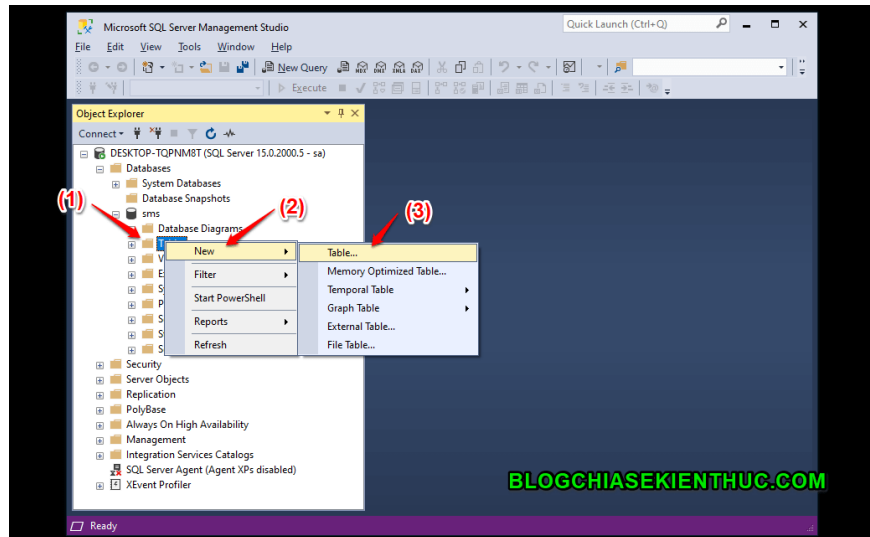 Microsoft SQL Server Management Studio
Quick Launch (Ctrl+Q)
File Edit View Tools Window Help
New Query MDX DMX XMLA DAX
Execute
Object Explorer
Connect
DESKTOP-TQPNM8T (SQL Server 15.0.2000.5 - sa)
Databases
System Databases
Database Snapshots
(1)
sms
(2)
(3)
Database Diagrams
New
Table...
Filter
Memory Optimized Table...
Temporal Table
Start PowerShell
Graph Table
Reports
External Table...
Refresh
File Table...
Security
Server Objects
Replication
PolyBase
Always On High Availability
Management
Integration Services Catalogs
SQL Server Agent (Agent XPs disabled)
XEvent Profiler
BLOGCHIASEKIENTHUC.COM
Ready